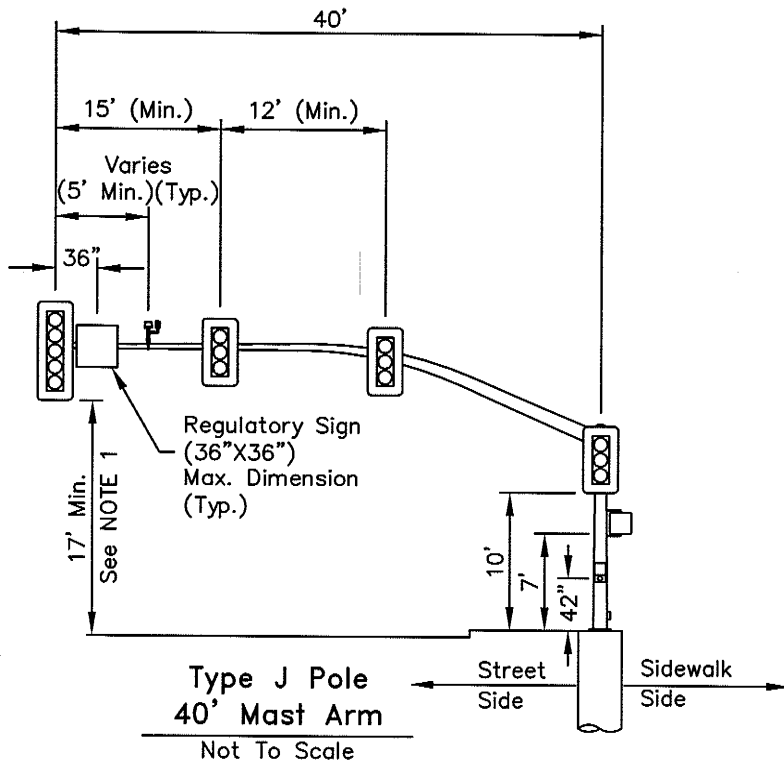 40'
15' (Min.)
12' (Min.)
Varies
(5' Min.)(Typ.)
36"
Regulatory Sign
(36"X36")
Max. Dimension
(Typ.)
17' Min.
See NOTE 1
10'
7'
42"
Type J Pole
40' Mast Arm
Not To Scale
Street
Side
Sidewalk
Side